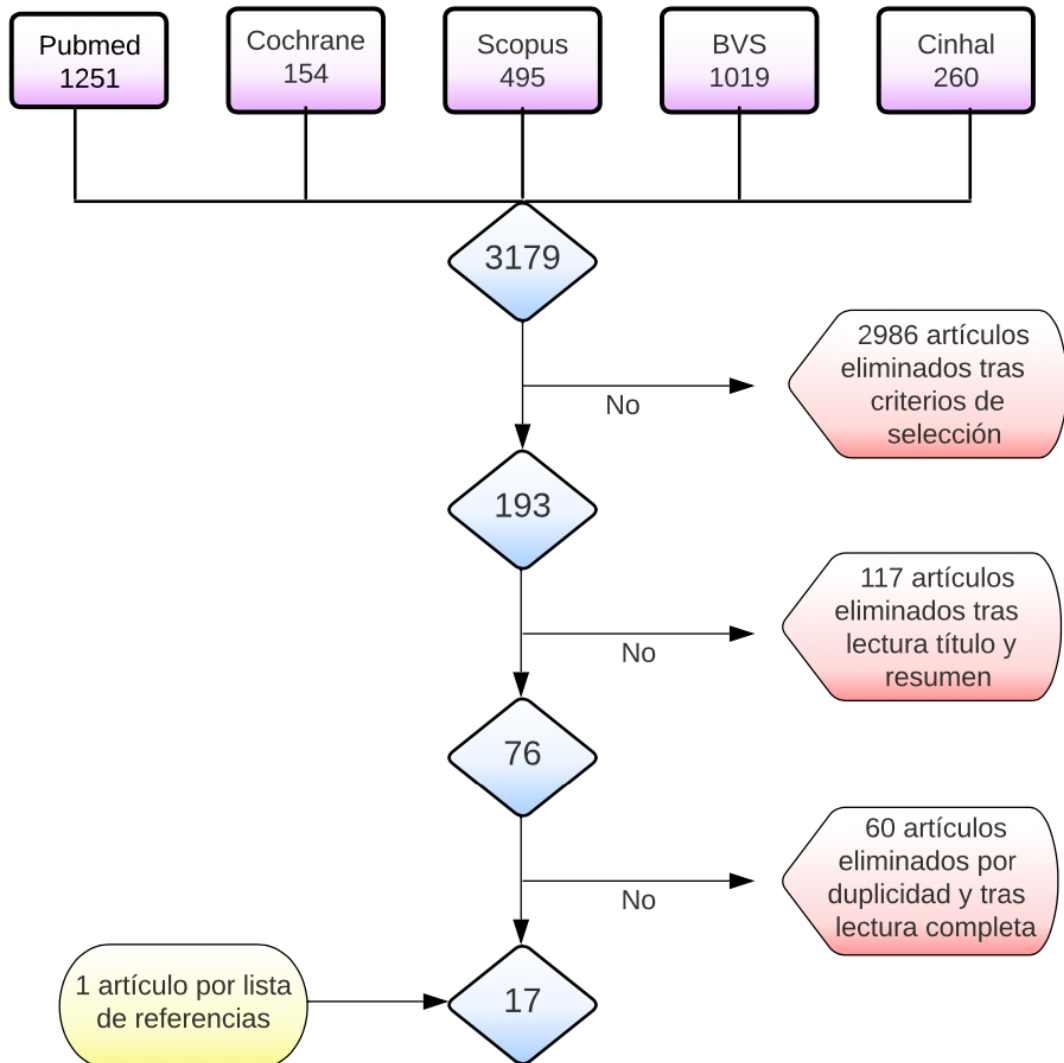 Pubmed
1251
Cochrane
154
Scopus
495
BVS
1019
Cinhal
260
3179
2986 artículos
eliminados tras
criterios de
selección
No
193
117 artículos
eliminados tras
lectura título y
resumen
No
76
60 artículos
eliminados por
duplicidad y tras
lectura completa
No
1 artículo por lista
de referencias
17